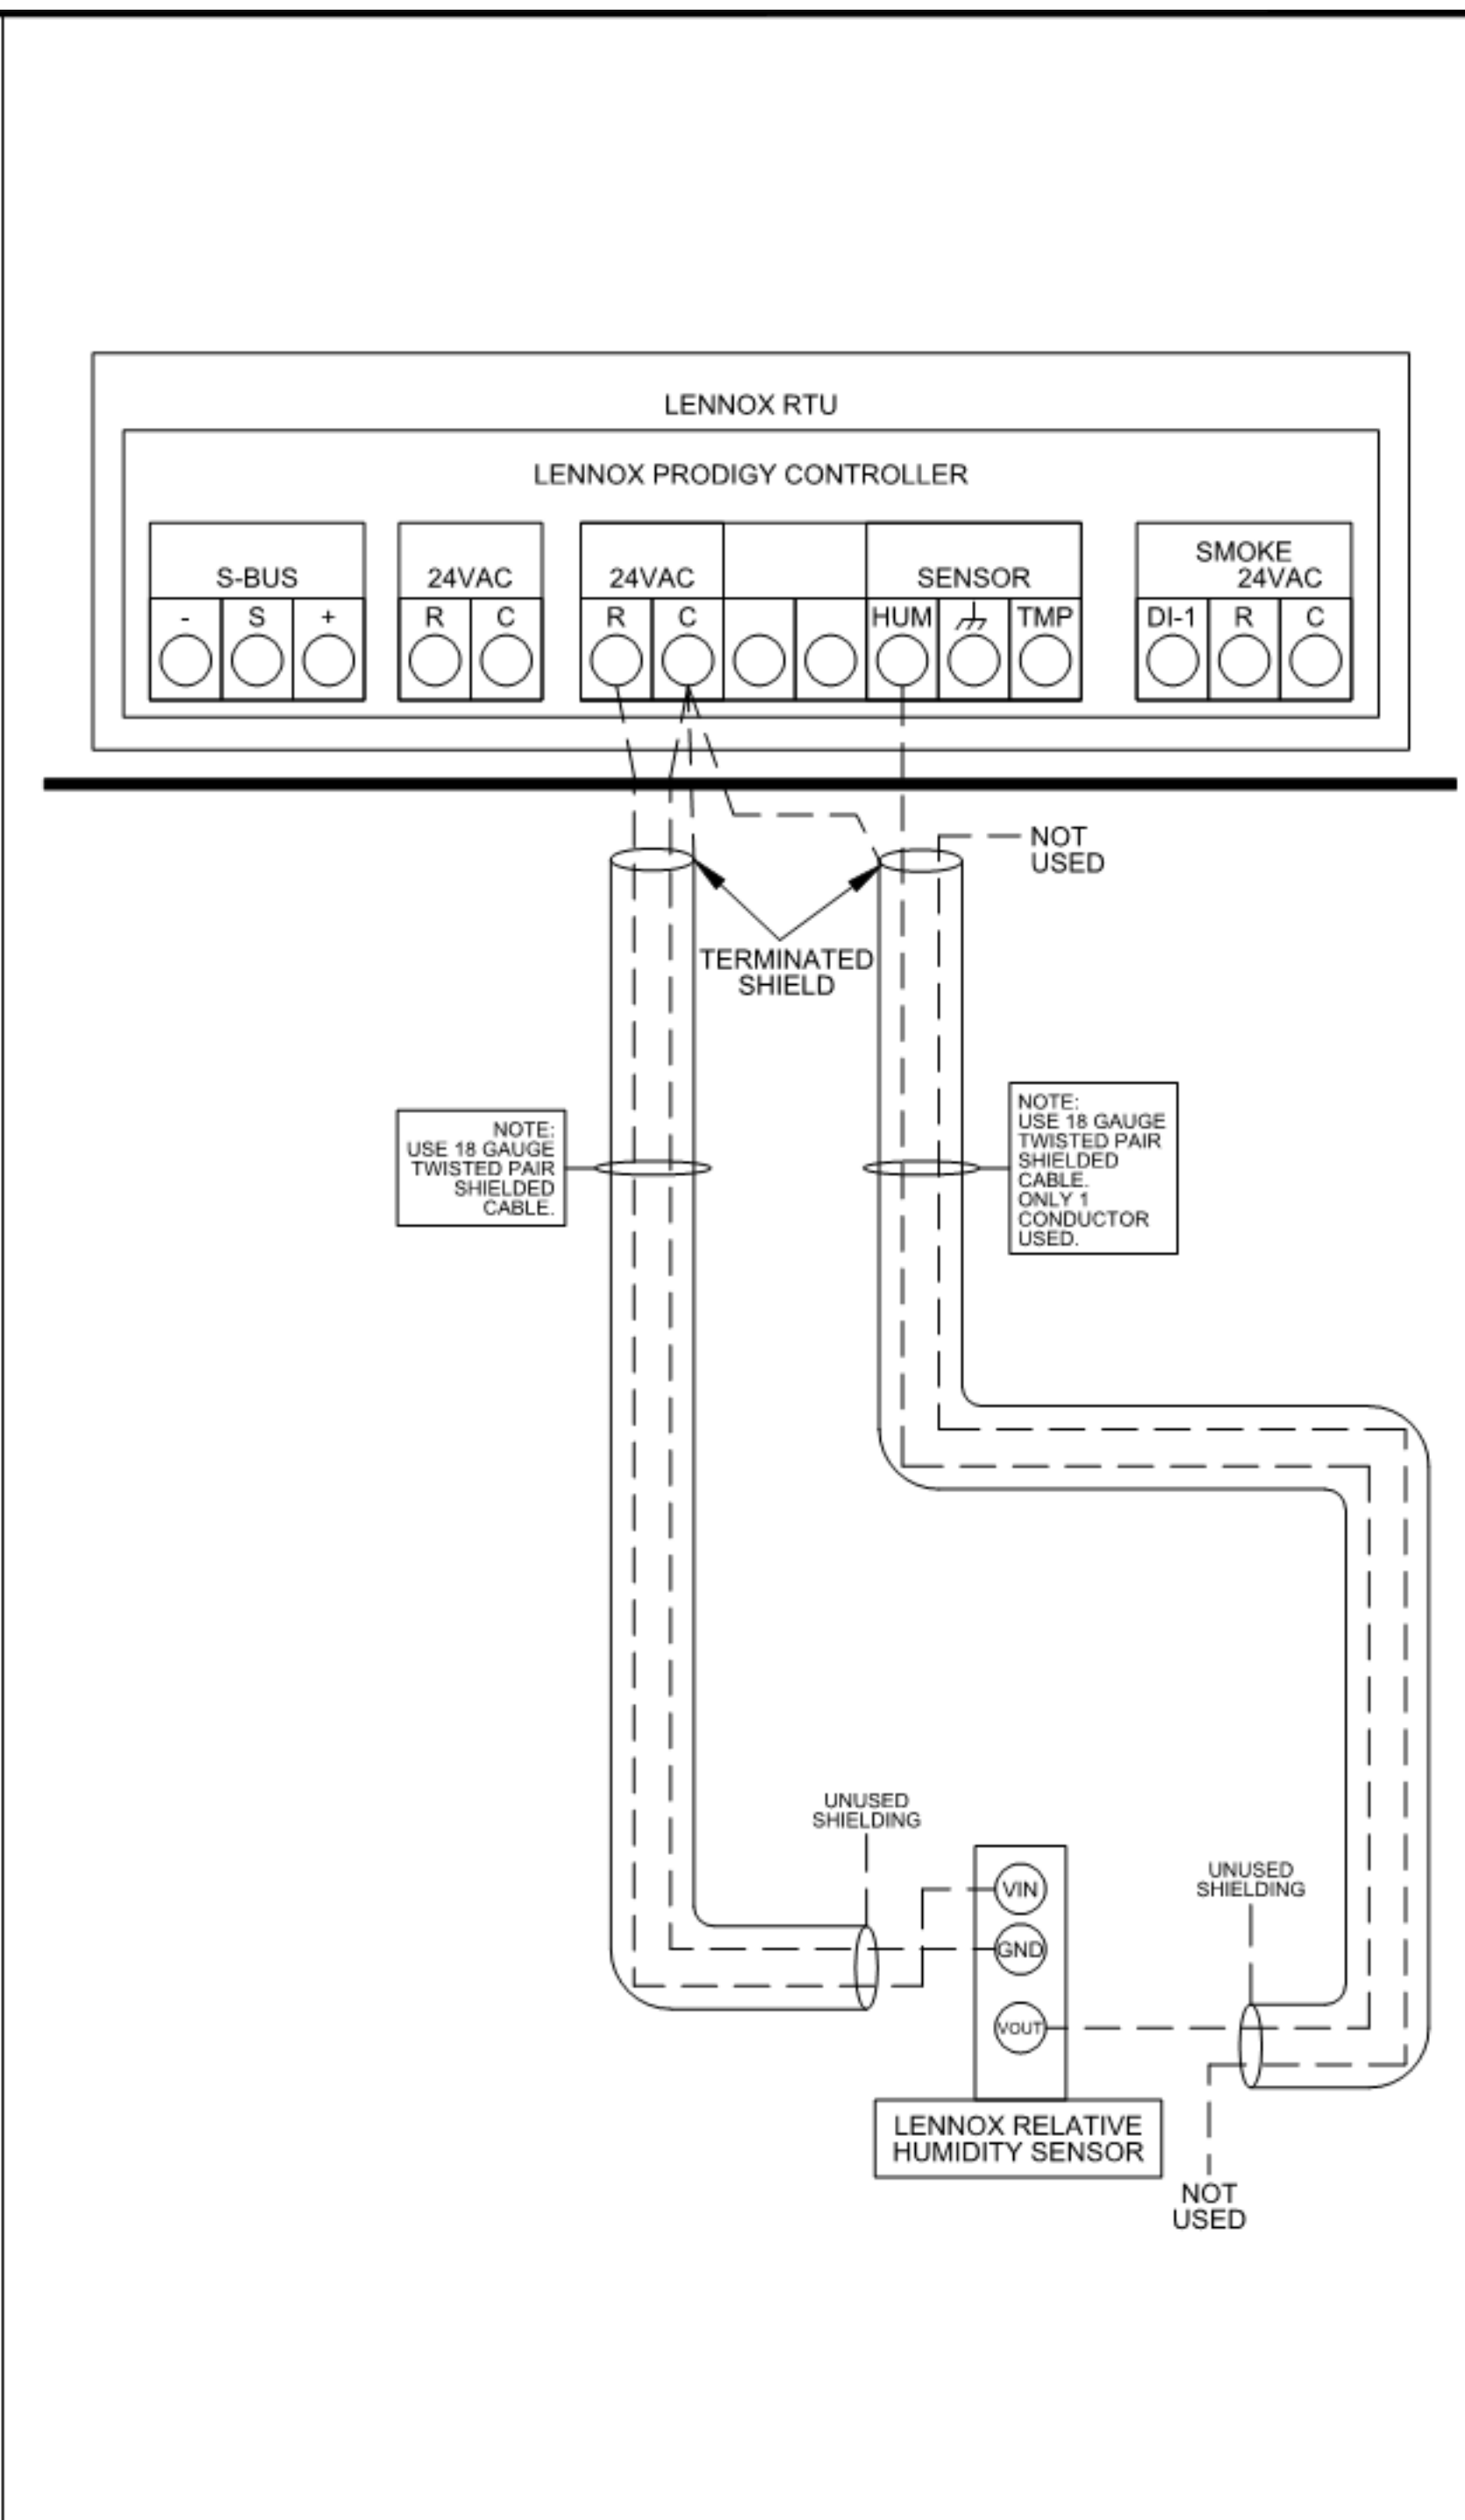 LENNOX RTU
LENNOX PRODIGY CONTROLLER
S-BUS
- S +
24VAC
R C
24VAC
R C
SENSOR
HUM TMP
SMOKE
24VAC
DI-1 R C
NOT
USED
TERMINATED
SHIELD
NOTE:
USE 18 GAUGE
TWISTED PAIR
SHIELDED
CABLE.
NOTE:
USE 18 GAUGE
TWISTED PAIR
SHIELDED
CABLE.
ONLY 1
CONDUCTOR
USED.
UNUSED
SHIELDING
VIN
GND
VOUT
UNUSED
SHIELDING
LENNOX RELATIVE
HUMIDITY SENSOR
NOT
USED